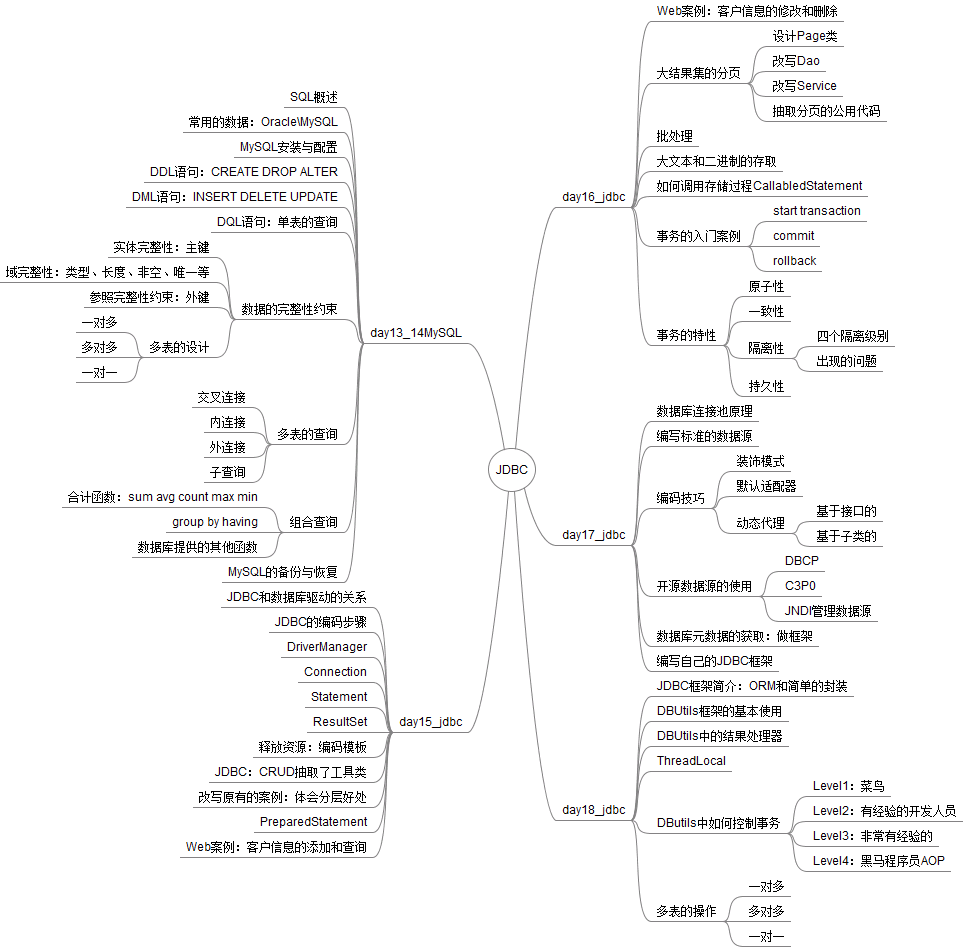 JDBC
day13_14MySQL
SQL概述
常用的数据：Oracle\MySQL
MySQL安装与配置
DDL语句：CREATE DROP ALTER
DML语句：INSERT DELETE UPDATE
DQL语句：单表的查询
数据的完整性约束
实体完整性：主键
域完整性：类型、长度、非空、唯一等
参照完整性约束：外键
多表的设计
一对多
多对多
一对一
多表的查询
交叉连接
内连接
外连接
子查询
组合查询
合计函数：sum avg count max min
group by having
数据库提供的其他函数
MySQL的备份与恢复
day15_jdbc
JDBC和数据库驱动的关系
JDBC的编码步骤
DriverManager
Connection
Statement
ResultSet
释放资源：编码模板
JDBC：CRUD抽取了工具类
改写原有的案例：体会分层好处
PreparedStatement
Web案例：客户信息的添加和查询
day16_jdbc
Web案例：客户信息的修改和删除
大结果集的分页
设计Page类
改写Dao
改写Service
抽取分页的公用代码
批处理
大文本和二进制的存取
如何调用存储过程CallabledStatement
事务的入门案例
start transaction
commit
rollback
事务的特性
原子性
一致性
隔离性
四个隔离级别
出现的问题
持久性
day17_jdbc
数据库连接池原理
编写标准的数据源
编码技巧
装饰模式
默认适配器
动态代理
基于接口的
基于子类的
开源数据源的使用
DBCP
C3P0
JNDI管理数据源
数据库元数据的获取：做框架
编写自己的JDBC框架
day18_jdbc
JDBC框架简介：ORM和简单的封装
DBUtils框架的基本使用
DBUtils中的结果处理器
ThreadLocal
DButils中如何控制事务
Level1：菜鸟
Level2：有经验的开发人员
Level3：非常有经验的
Level4：黑马程序员AOP
多表的操作
一对多
多对多
一对一